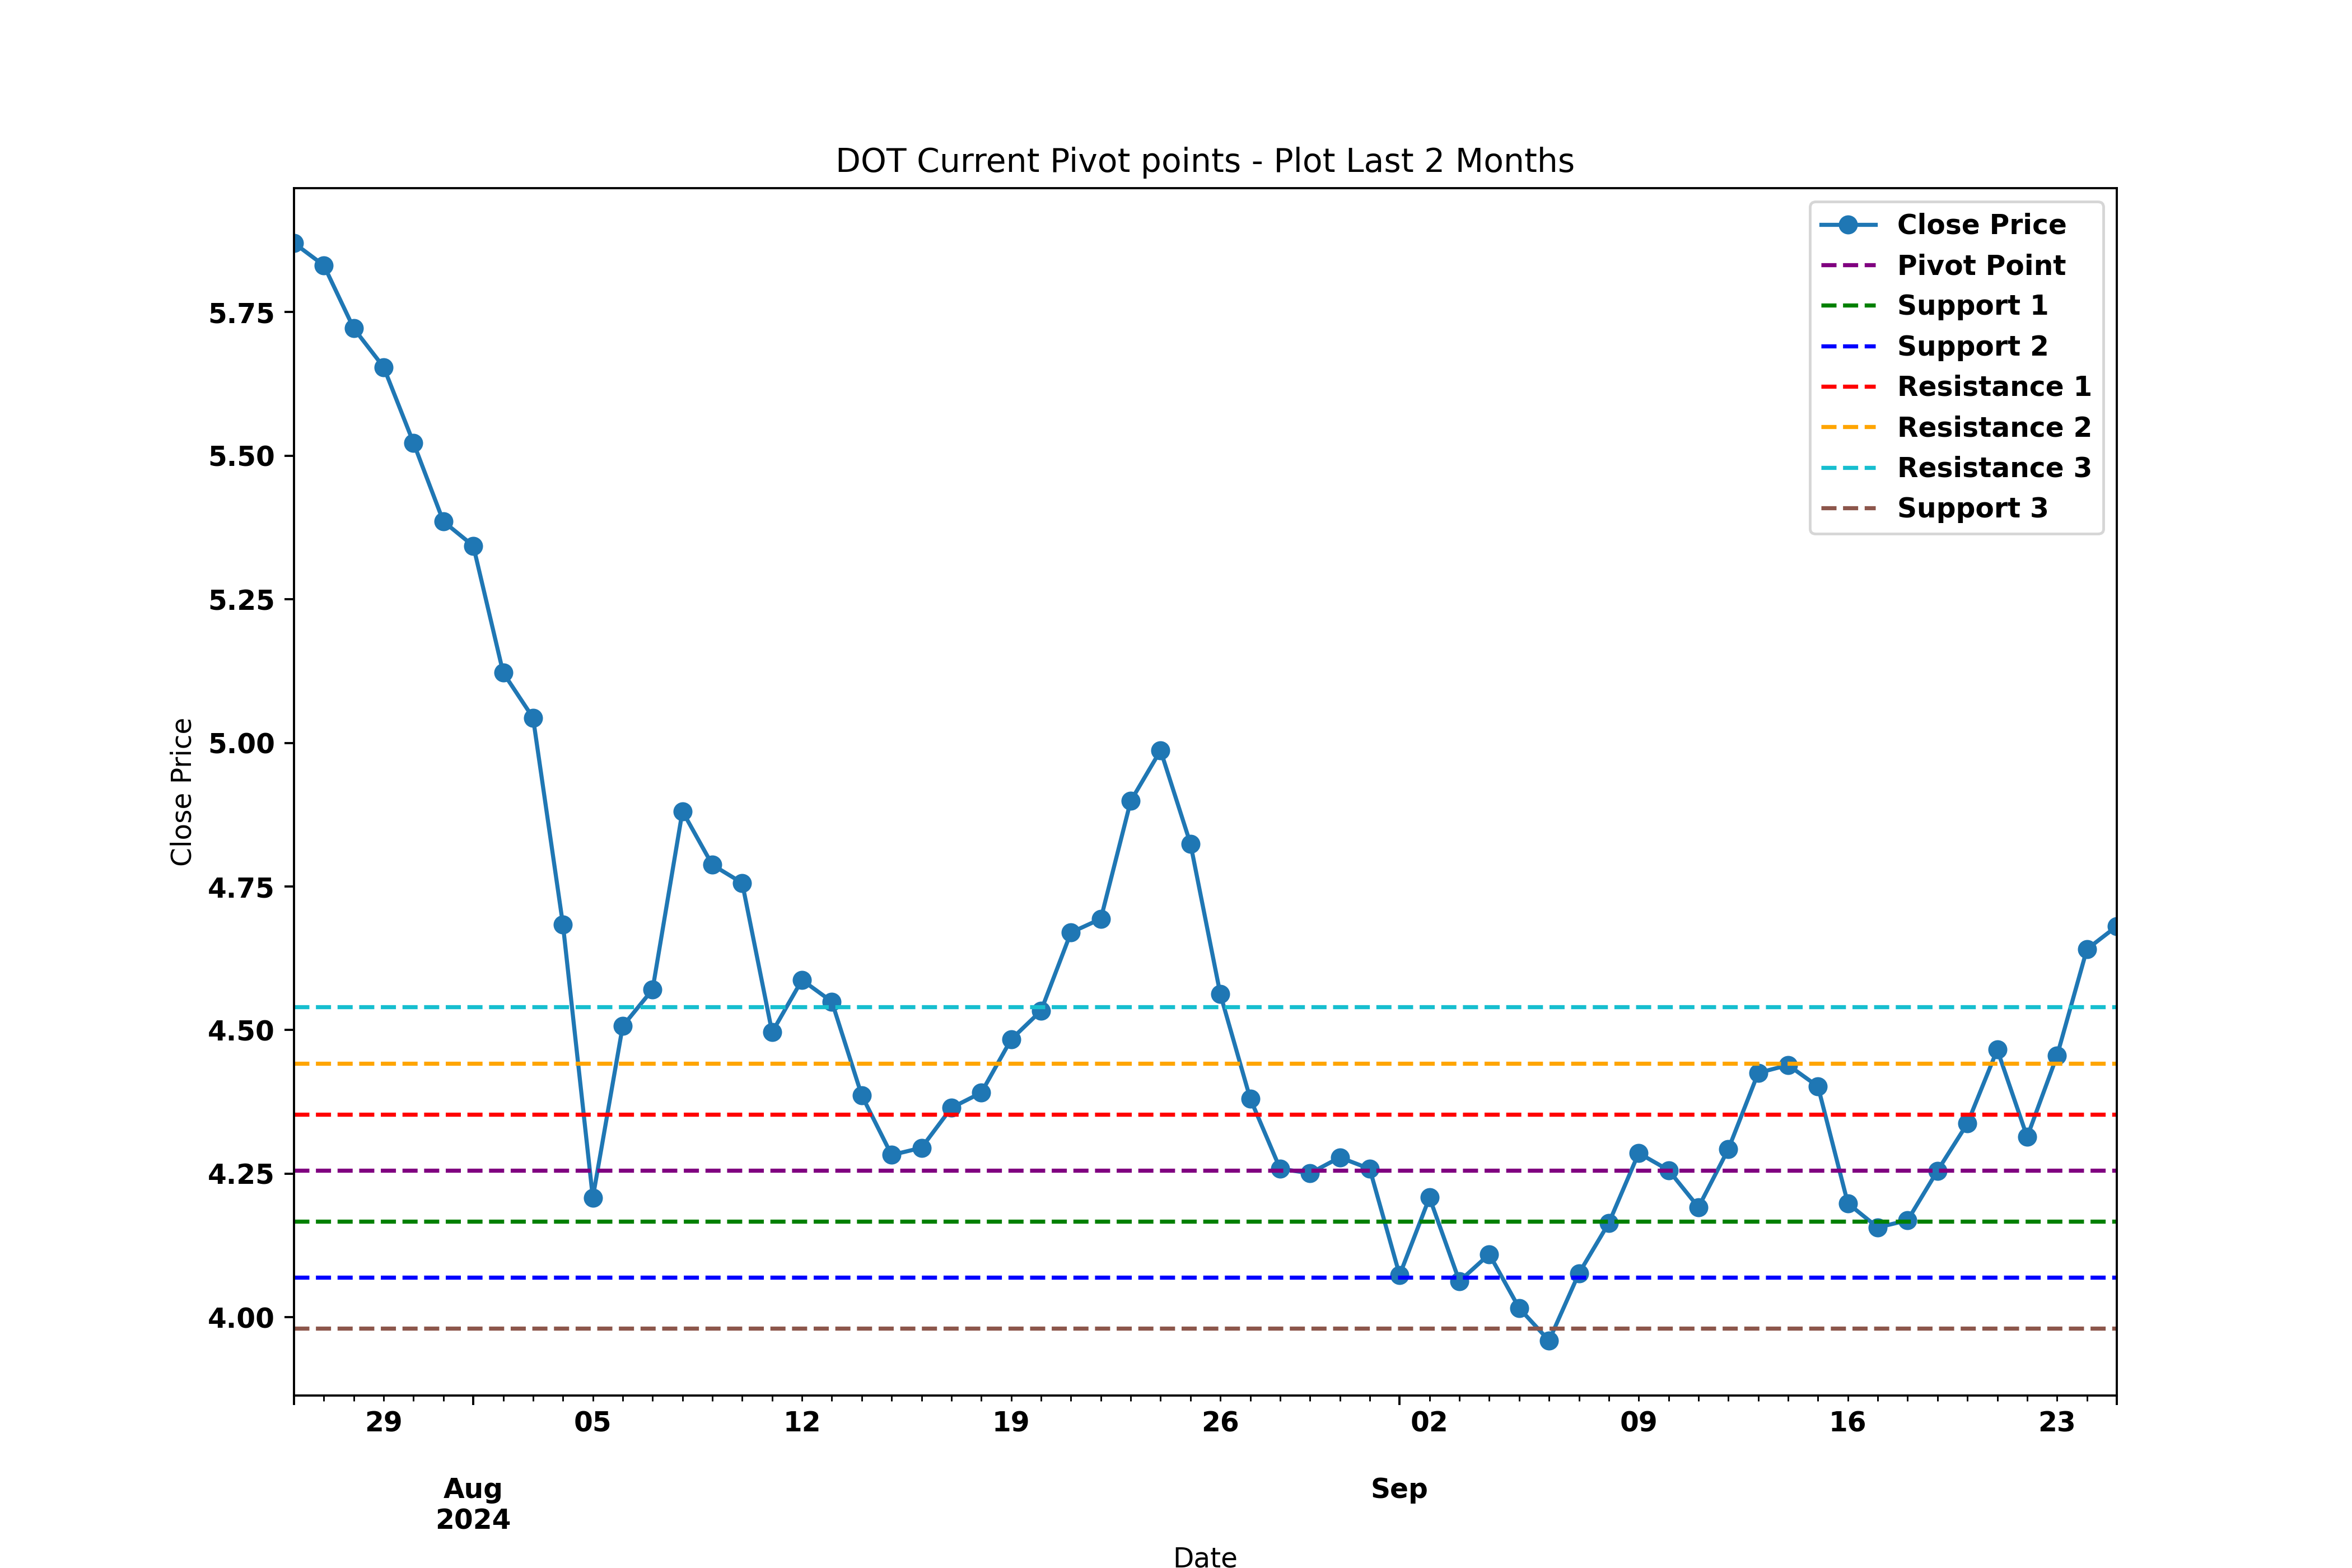 DOT Current Pivot points - Plot Last 2 Months
Close Price
Pivot Point
Support 1
Support 2
Resistance 1
Resistance 2
Resistance 3
Support 3
Close Price
5.75
5.50
5.25
5.00
4.75
4.50
4.25
4.00
29 05 12 19 26 02 09 16 23
Aug Sep
2024
Date